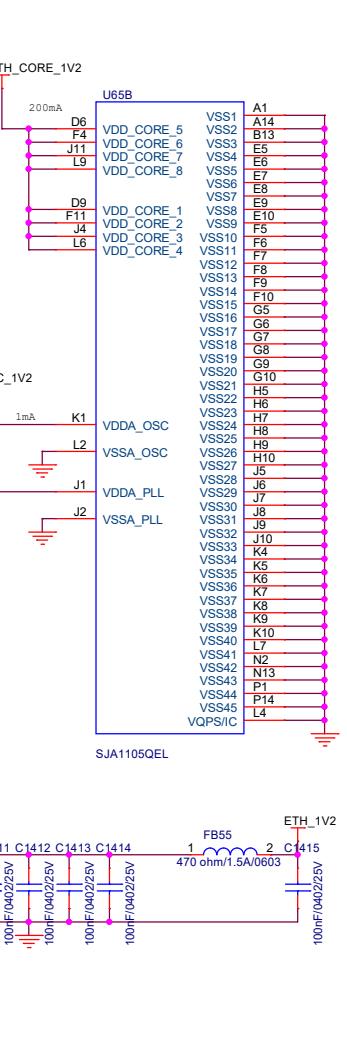 TH_CORE_1V2
U65B
200mA
D6 VDD_CORE_5
F4 VDD_CORE_6
J11 VDD_CORE_7
L9 VDD_CORE_8
D9 VDD_CORE_1
F11 VDD_CORE_2
J4 VDD_CORE_3
L6 VDD_CORE_4
C_1V2
1mA
K1 VDDA_OSC
L2 VSSA_OSC
J1 VDDA_PLL
J2 VSSA_PLL
VSS1 A1
VSS2 A14
VSS3 B13
VSS4 E5
VSS5 E6
VSS6 E7
VSS7 E8
VSS8 E9
VSS9 E10
VSS10 F5
VSS11 F6
VSS12 F7
VSS13 F8
VSS14 F9
VSS15 F10
VSS16 G5
VSS17 G6
VSS18 G7
VSS19 G8
VSS20 G9
VSS21 G10
VSS22 H5
VSS23 H6
VSS24 H7
VSS25 H8
VSS26 H9
VSS27 H10
VSS28 J5
VSS29 J6
VSS30 J7
VSS31 J8
VSS32 J9
VSS33 J10
VSS34 K4
VSS35 K5
VSS36 K6
VSS37 K7
VSS38 K8
VSS39 K9
VSS40 K10
VSS41 L7
VSS42 N2
VSS43 N13
VSS44 P1
VSS45 P14
VQPS/IC L4
SJA1105QEL
ETH_1V2
FB55
11 C1412 C1413 C1414 1 2 C1415
470 ohm/1.5A/0603
100nF/0402/25V
100nF/0402/25V
100nF/0402/25V
100nF/0402/25V
100nF/0402/25V